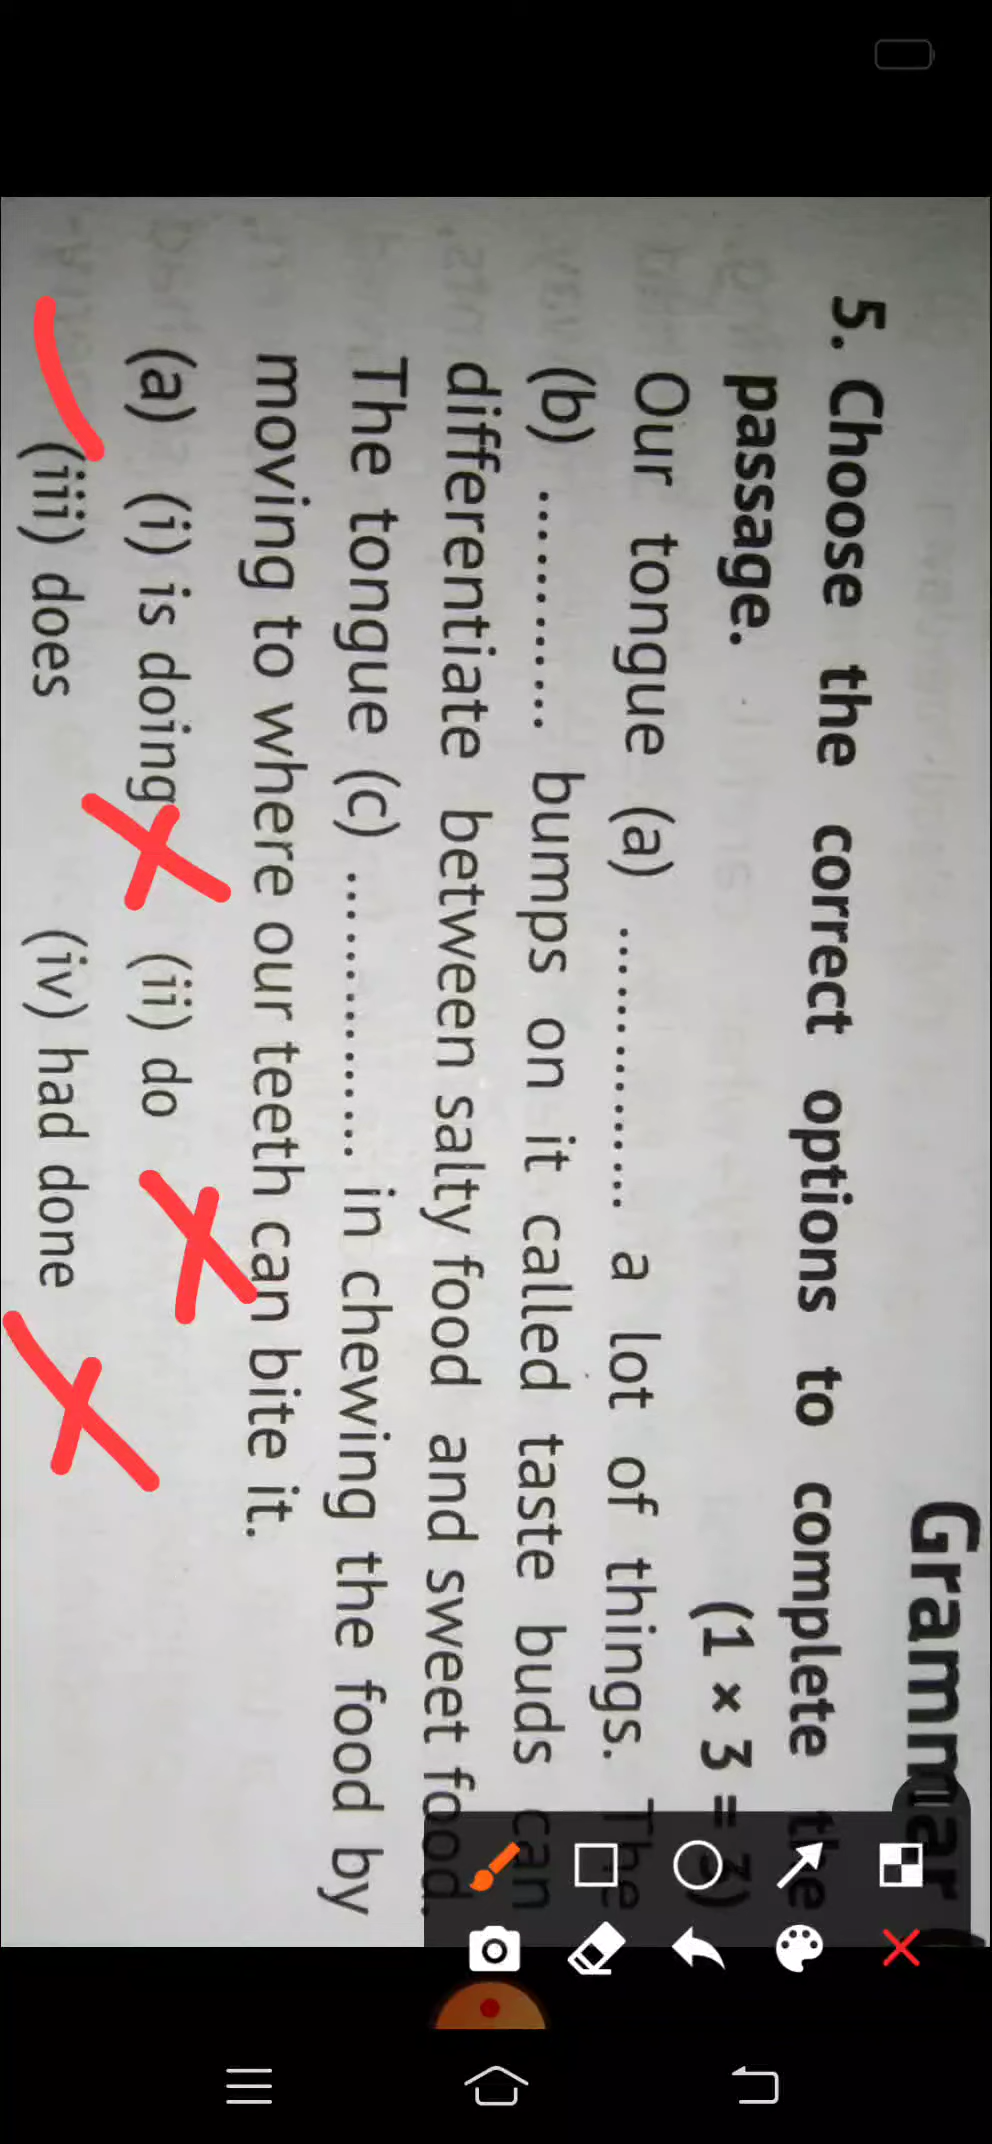 Grammar
5. Choose the correct options to complete the
passage. (1 × 3 = 3)
Our tongue (a) ............. a lot of things. The
(b) ............ bumps on it called taste buds can
differentiate between salty food and sweet food.
The tongue (c) ............. in chewing the food by
moving to where our teeth can bite it.
(a) (i) is doing (ii) do
(iii) does (iv) had done